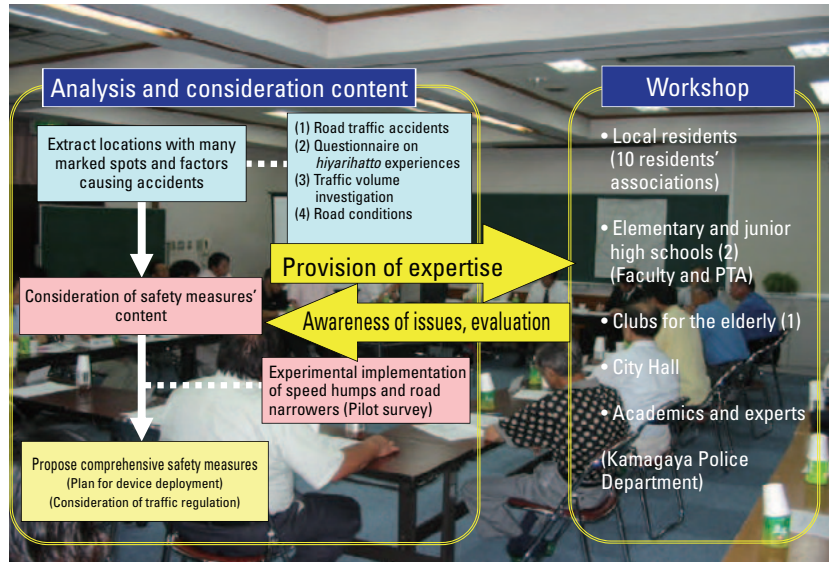 Analysis and consideration content
Extract locations with many
marked spots and factors
causing accidents
(1) Road traffic accidents
(2) Questionnaire on
hiyarihatto experiences
(3) Traffic volume
investigation
(4) Road conditions
Provision of expertise
Consideration of safety measures'
content
Awareness of issues, evaluation
Experimental implementation
of speed humps and road
narrowers (Pilot survey)
Propose comprehensive safety measures
(Plan for device deployment)
(Consideration of traffic regulation)
Workshop
• Local residents
(10 residents'
associations)
• Elementary and junior
high schools (2)
(Faculty and PTA)
• Clubs for the elderly (1)
• City Hall
• Academics and experts
(Kamagaya Police
Department)